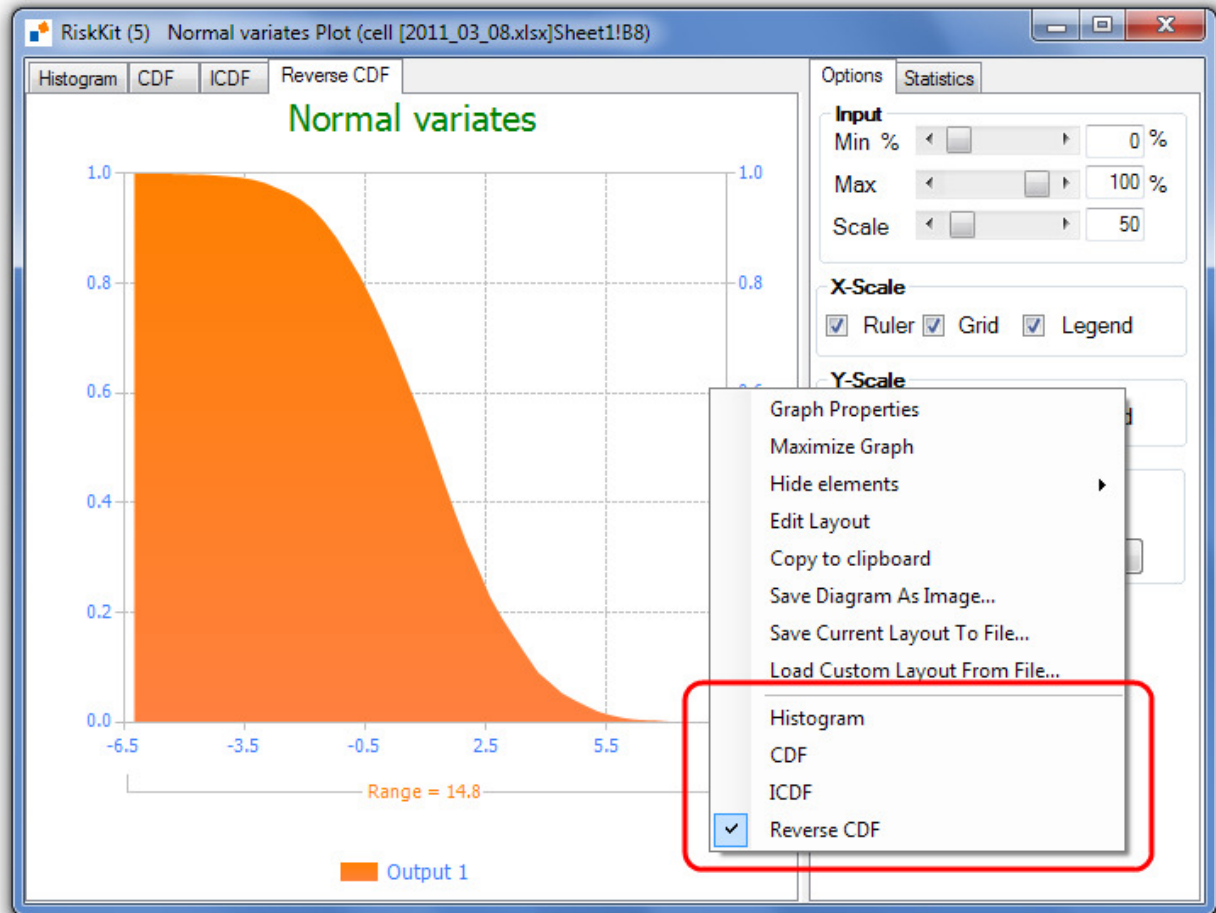 RiskKit (5) Normal variates Plot (cell [2011_03_08.xlsx]Sheet1!B8)
Histogram CDF ICDF Reverse CDF
Options Statistics
Normal variates
1.0 1.0
0.8 0.8
0.6
0.4
0.2
0.0
-6.5 -3.5 -0.5 2.5 5.5
Range = 14.8
Output 1
Input
Min % 0 %
Max 100 %
Scale 50
X-Scale
Ruler Grid Legend
Y-Scale
Graph Properties
Maximize Graph
Hide elements
Edit Layout
Copy to clipboard
Save Diagram As Image...
Save Current Layout To File...
Load Custom Layout From File...
Histogram
CDF
ICDF
Reverse CDF